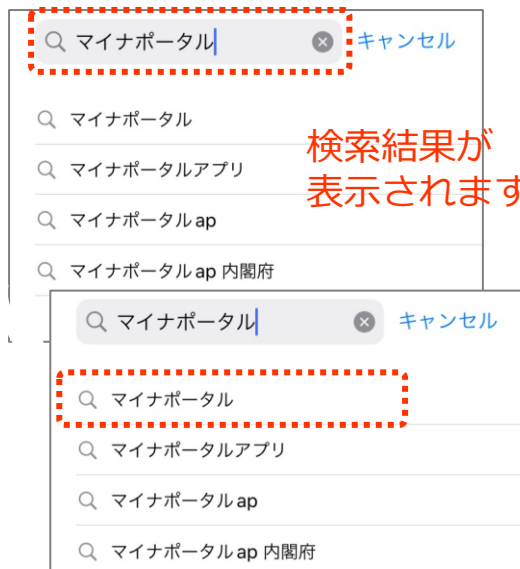 マイナポータル キャンセル
マイナポータル
マイナポータルアプリ
マイナポータルap
マイナポータルap 内閣府
検索結果が
表示されます
マイナポータル キャンセル
マイナポータル
マイナポータルアプリ
マイナポータルap
マイナポータルap 内閣府